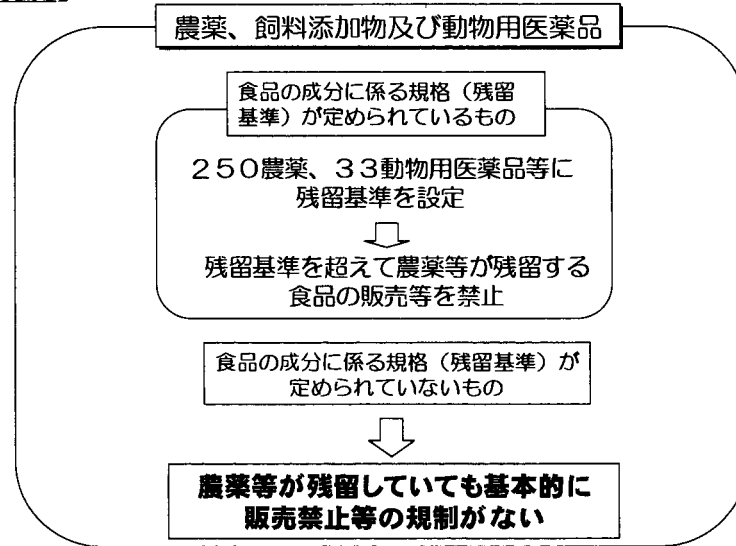 農薬、飼料添加物及び動物用医薬品
食品の成分に係る規格（残留
基準）が定められているもの
２５０農薬、３３動物用医薬品等に
残留基準を設定
残留基準を超えて農薬等が残留する
食品の販売等を禁止
食品の成分に係る規格（残留基準）が
定められていないもの
農薬等が残留していても基本的に
販売禁止等の規制がない